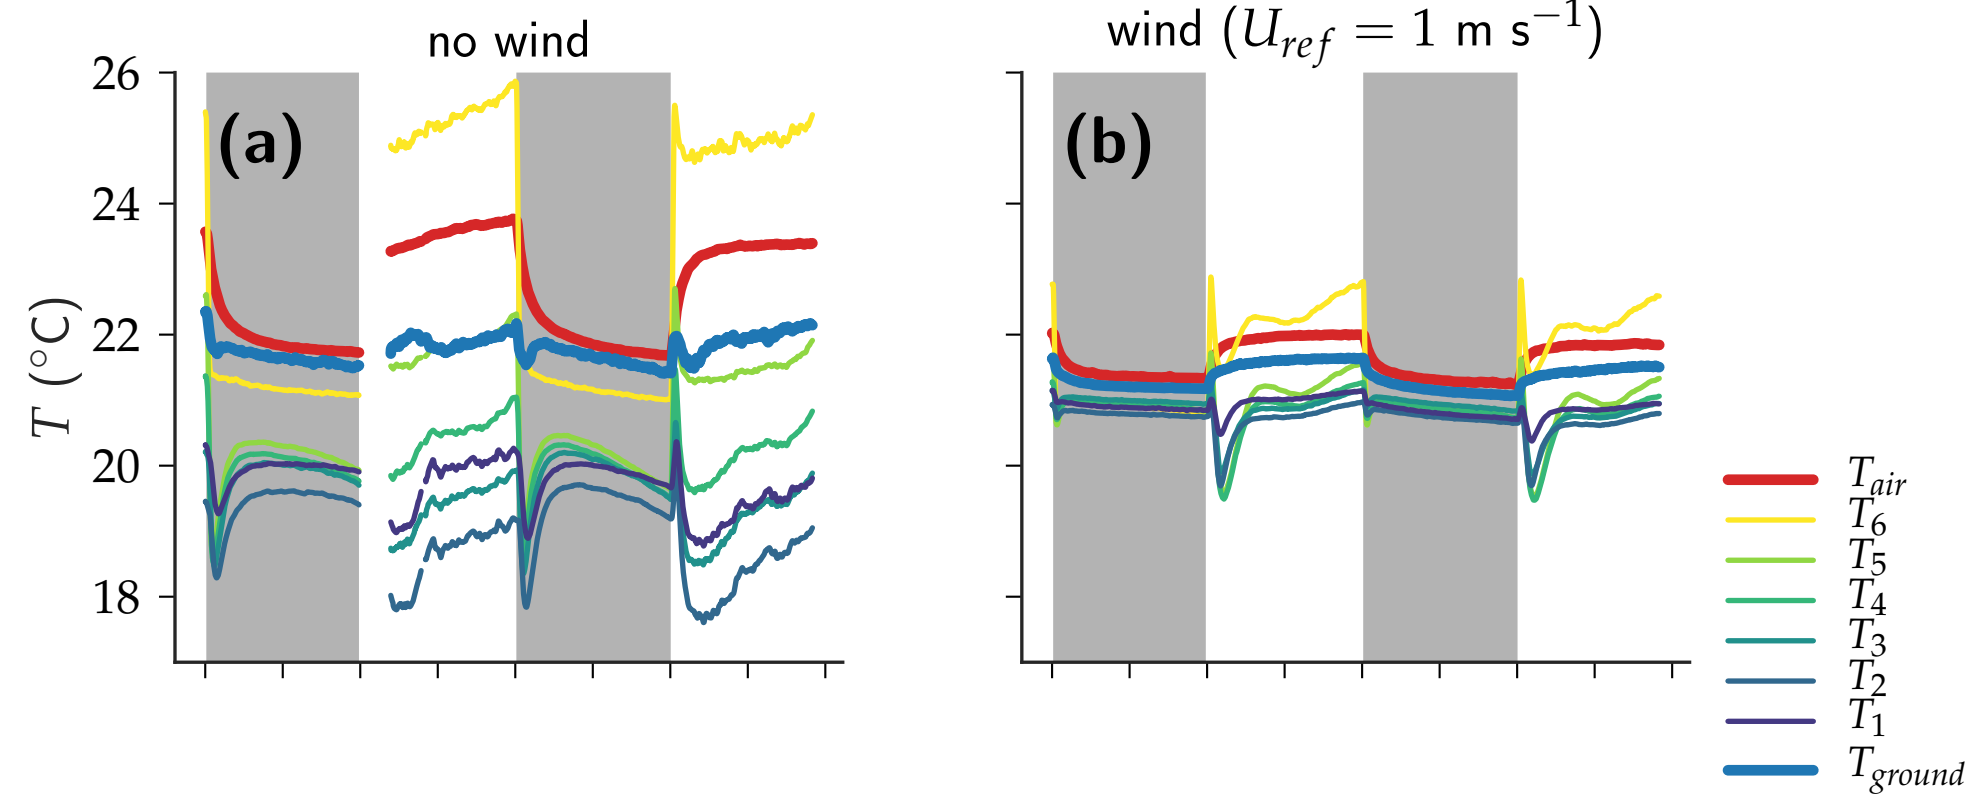 no wind
wind (U_ref = 1 m s⁻¹)
(a)
(b)
26
24
22
20
18
T (°C)
T_air
T_6
T_5
T_4
T_3
T_2
T_1
T_ground